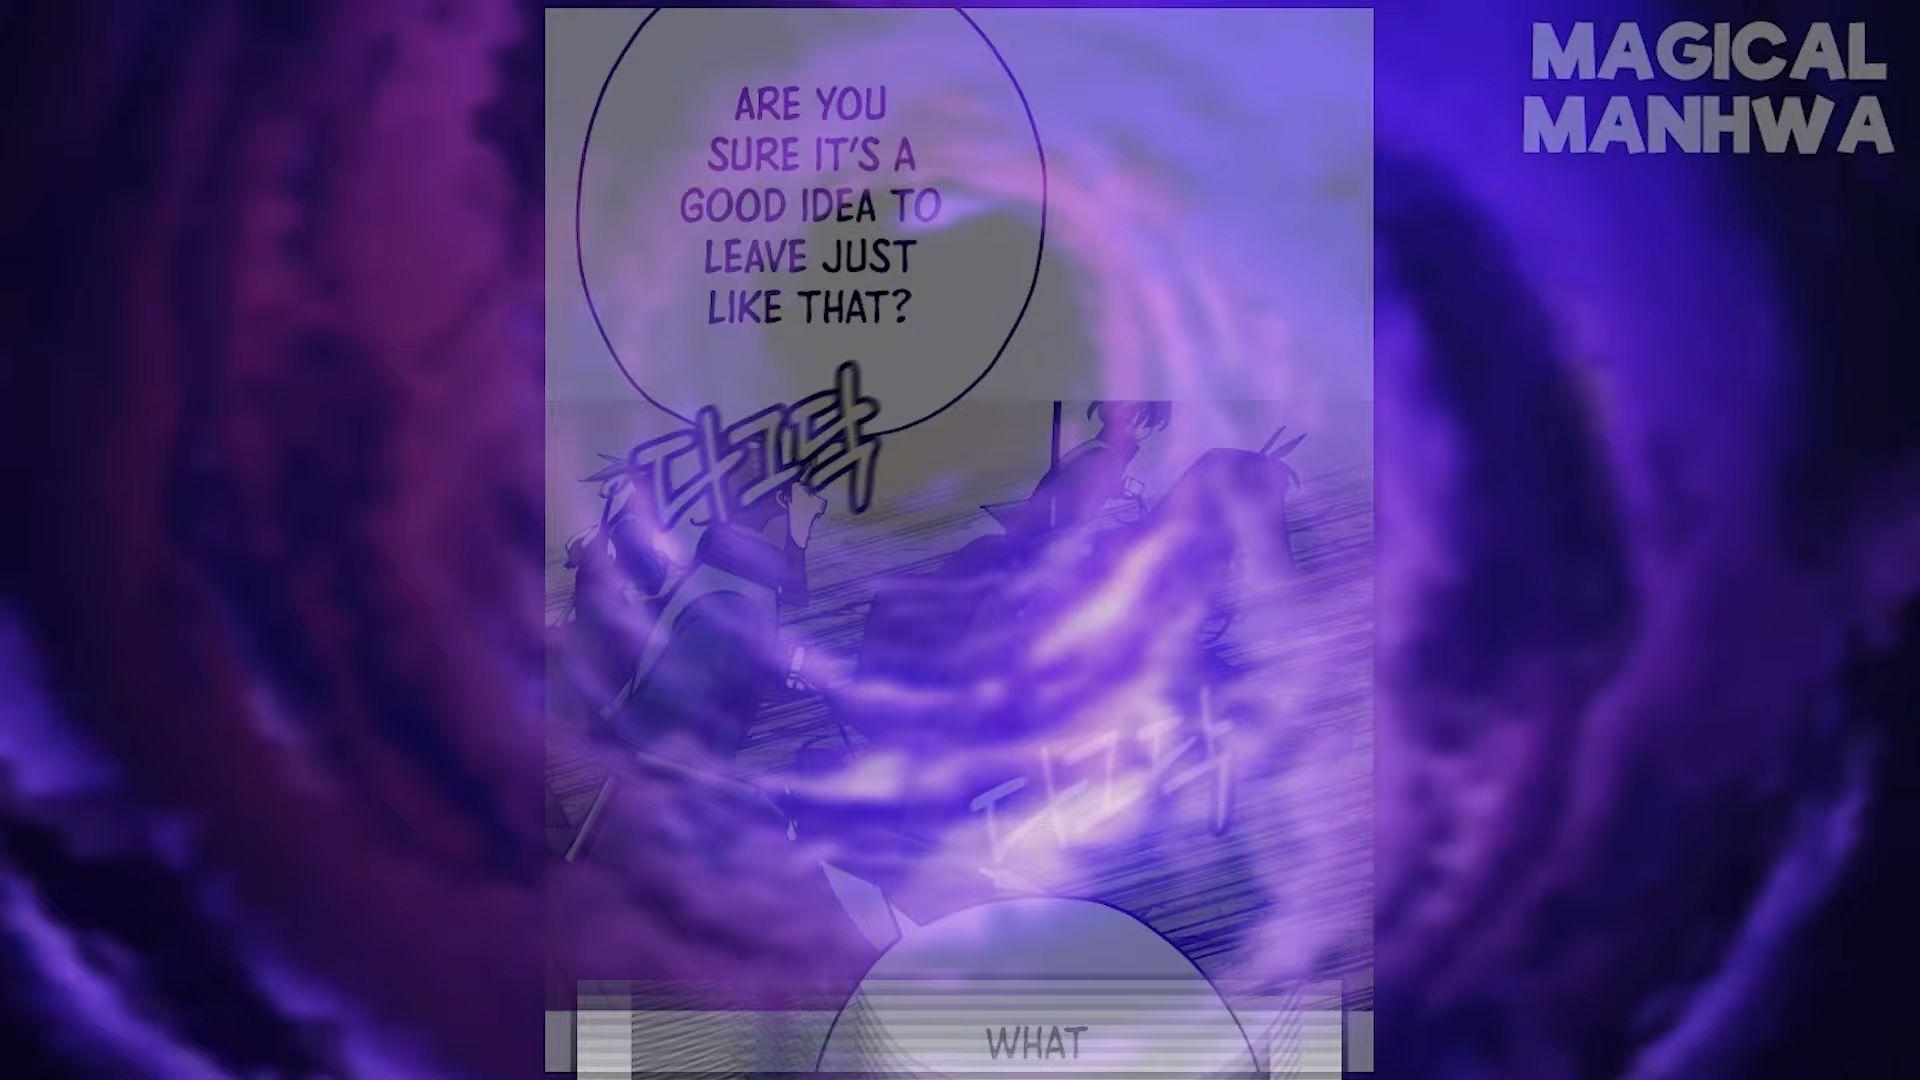 MAGICAL
MANHWA
ARE YOU
SURE IT'S A
GOOD IDEA TO
LEAVE JUST
LIKE THAT?
다그닥
다그닥
WHAT